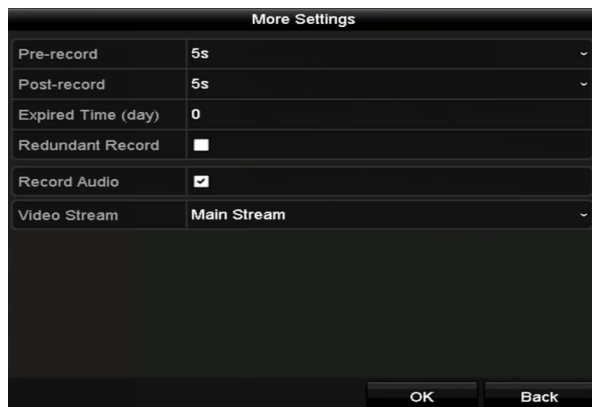 More Settings
Pre-record 5s
Post-record 5s
Expired Time (day) 0
Redundant Record
Record Audio
Video Stream Main Stream
OK Back